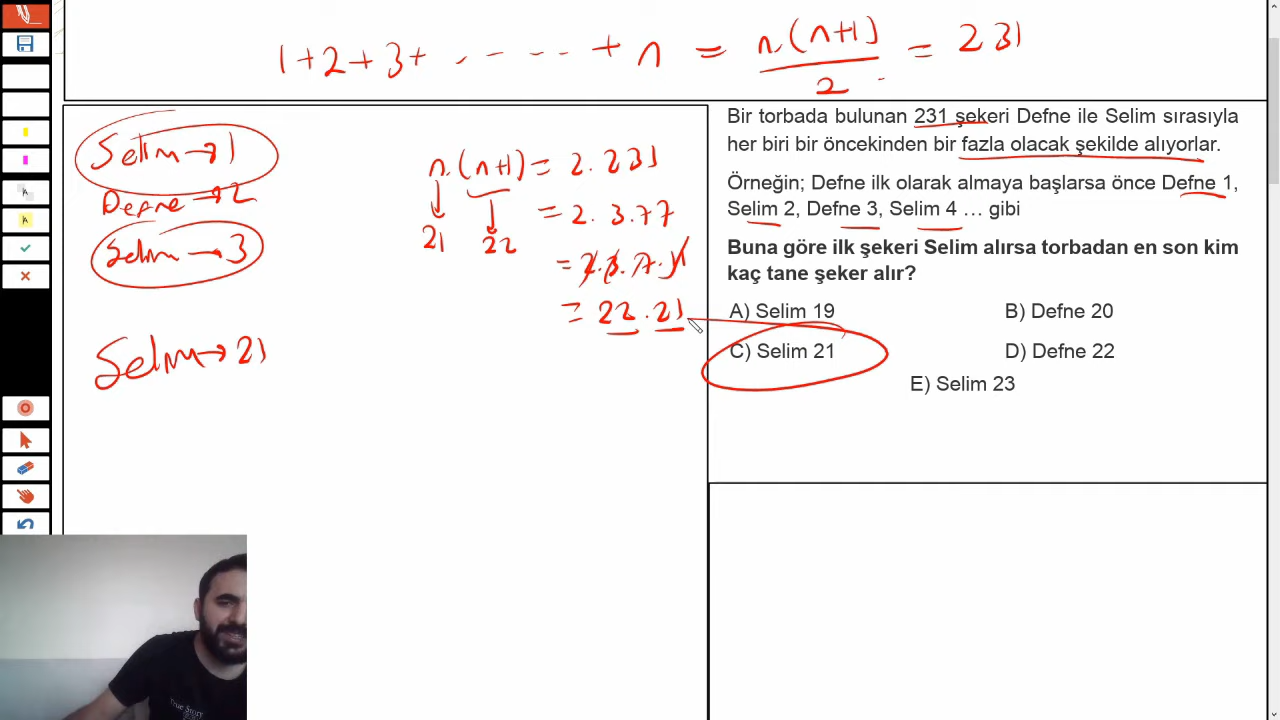 1+2+3+ . . - - - + n = n.(n+1) / 2 = 231
Selim → 1
Defne → 2
Selim → 3
Selim → 21
n.(n+1) = 2.231
= 2. 3.77
21 22
= 2.3.7.11
= 22.21
Bir torbada bulunan 231 şekeri Defne ile Selim sırasıyla
her biri bir öncekinden bir fazla olacak şekilde alıyorlar.
Örneğin; Defne ilk olarak almaya başlarsa önce Defne 1,
Selim 2, Defne 3, Selim 4 … gibi
Buna göre ilk şekeri Selim alırsa torbadan en son kim
kaç tane şeker alır?
A) Selim 19
B) Defne 20
C) Selim 21
D) Defne 22
E) Selim 23